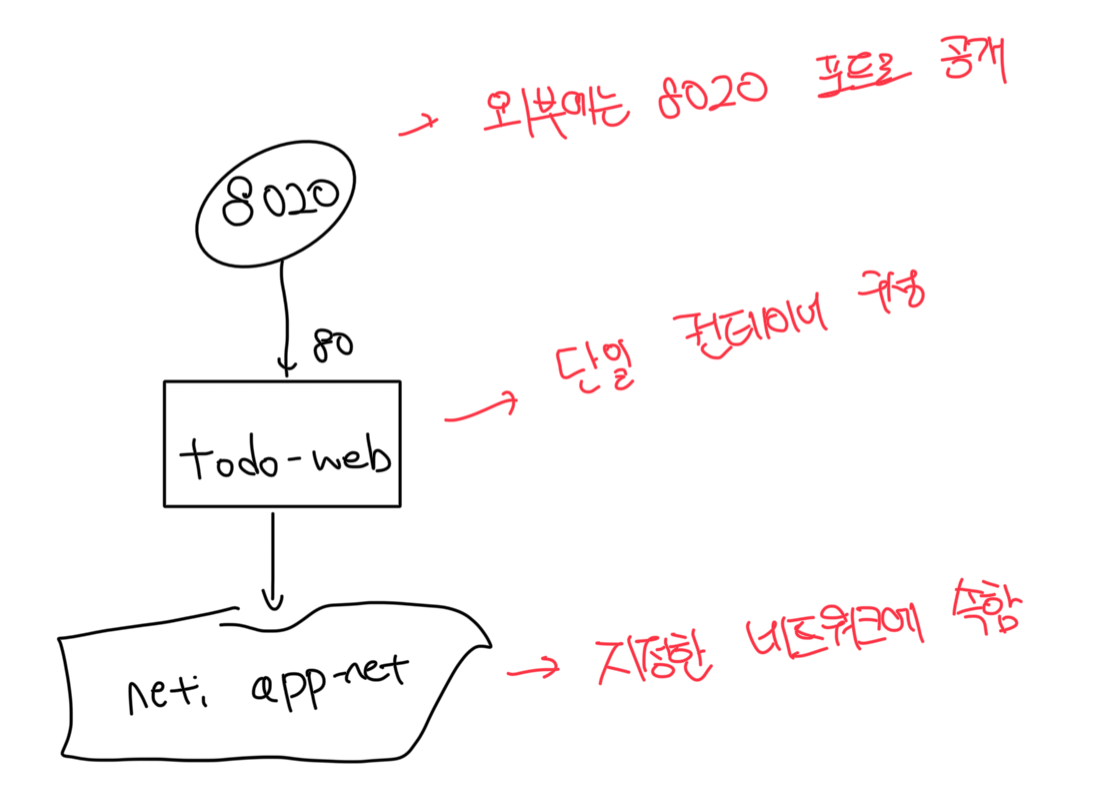 → 외부에는 8020 포트로 공개
8020
80
→ 단일 컨테이너 구성
todo-web
net: app-net
→ 지정한 네트워크에 속함